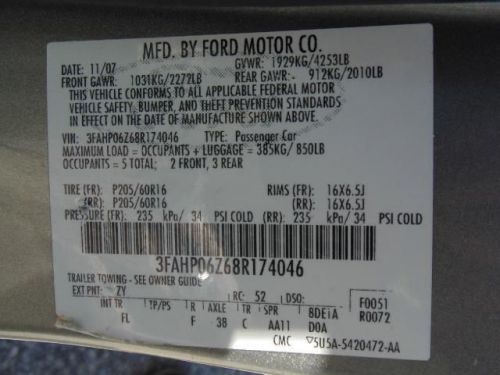 MFD. BY FORD MOTOR CO.
DATE: 11/07 GVWR: 1929KG/4253LB
FRONT GAWR: 1031KG/2272LB REAR GAWR: 912KG/2010LB
THIS VEHICLE CONFORMS TO ALL APPLICABLE FEDERAL MOTOR
VEHICLE SAFETY, BUMPER, AND THEFT PREVENTION STANDARDS
IN EFFECT ON THE DATE OF MANUFACTURE SHOWN ABOVE.
VIN: 3FAHP06Z68R174046 TYPE: Passenger Car
MAXIMUM LOAD = OCCUPANTS + LUGGAGE = 385KG/ 850LB
OCCUPANTS = 5 TOTAL: 2 FRONT, 3 REAR
TIRE (FR): P205/60R16 RIMS (FR): 16X6.5J
(RR): P205/60R16 (RR): 16X6.5J
PRESSURE(FR): 235 kPa/ 34 PSI COLD (RR): 235 kPa/ 34 PSI COLD
3FAHP06Z68R174046
TRAILER TOWING - SEE OWNER GUIDE
EXT PNT: ZY RC: 52 DSO: F0051
INT TR TP/PS R AXLE TR SPR R0072
FL F 3B C AA11 D0A
CMC 5U5A-5420472-AA